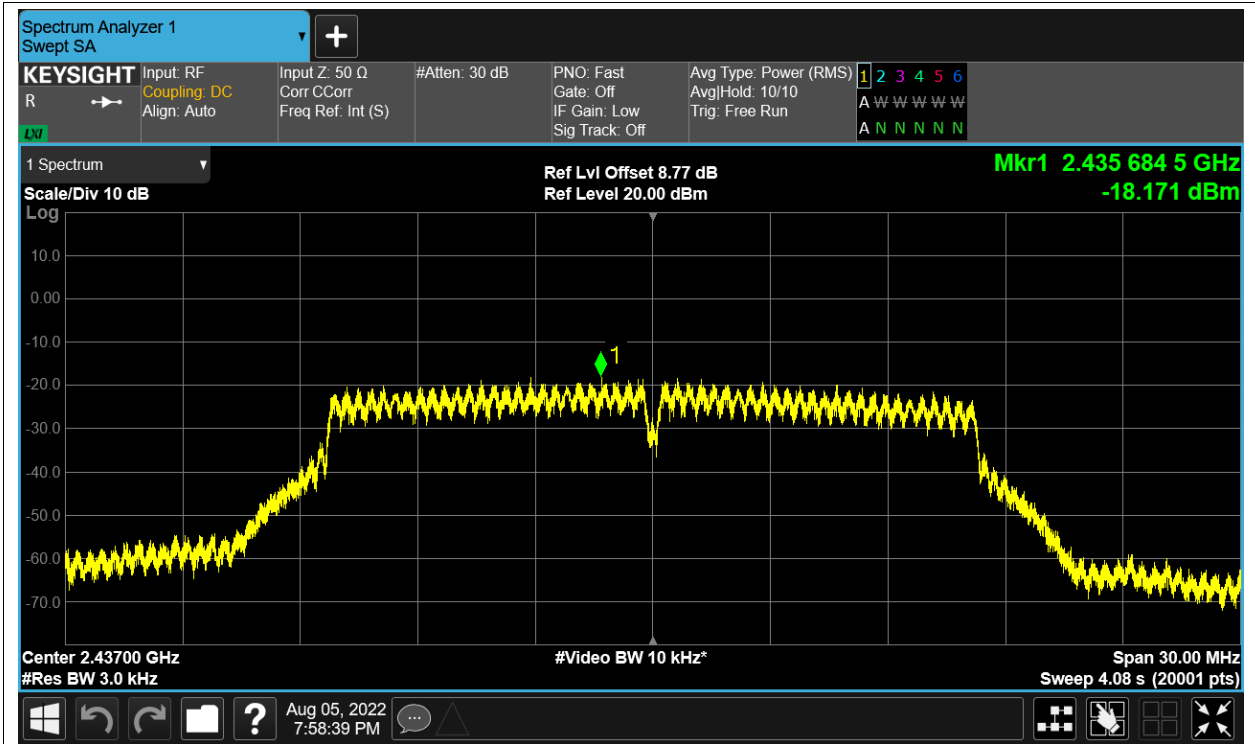 Spectrum Analyzer 1
Swept SA
KEYSIGHT
R
LXI
Input: RF
Coupling: DC
Align: Auto
Input Z: 50 Ω
Corr CCorr
Freq Ref: Int (S)
#Atten: 30 dB
PNO: Fast
Gate: Off
IF Gain: Low
Sig Track: Off
Avg Type: Power (RMS)
Avg|Hold: 10/10
Trig: Free Run
1 2 3 4 5 6
A W W W W W
A N N N N N
1 Spectrum
Scale/Div 10 dB
Log
Ref Lvl Offset 8.77 dB
Ref Level 20.00 dBm
Mkr1 2.435 684 5 GHz
-18.171 dBm
10.0
0.00
-10.0
-20.0
-30.0
-40.0
-50.0
-60.0
-70.0
1
Center 2.43700 GHz
#Res BW 3.0 kHz
#Video BW 10 kHz*
Span 30.00 MHz
Sweep 4.08 s (20001 pts)
?
Aug 05, 2022
7:58:39 PM